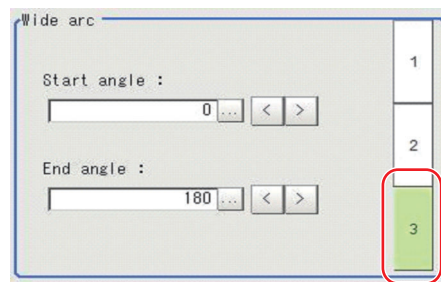 Wide arc
1
Start angle :
0 ... < >
2
End angle :
180 ... < >
3